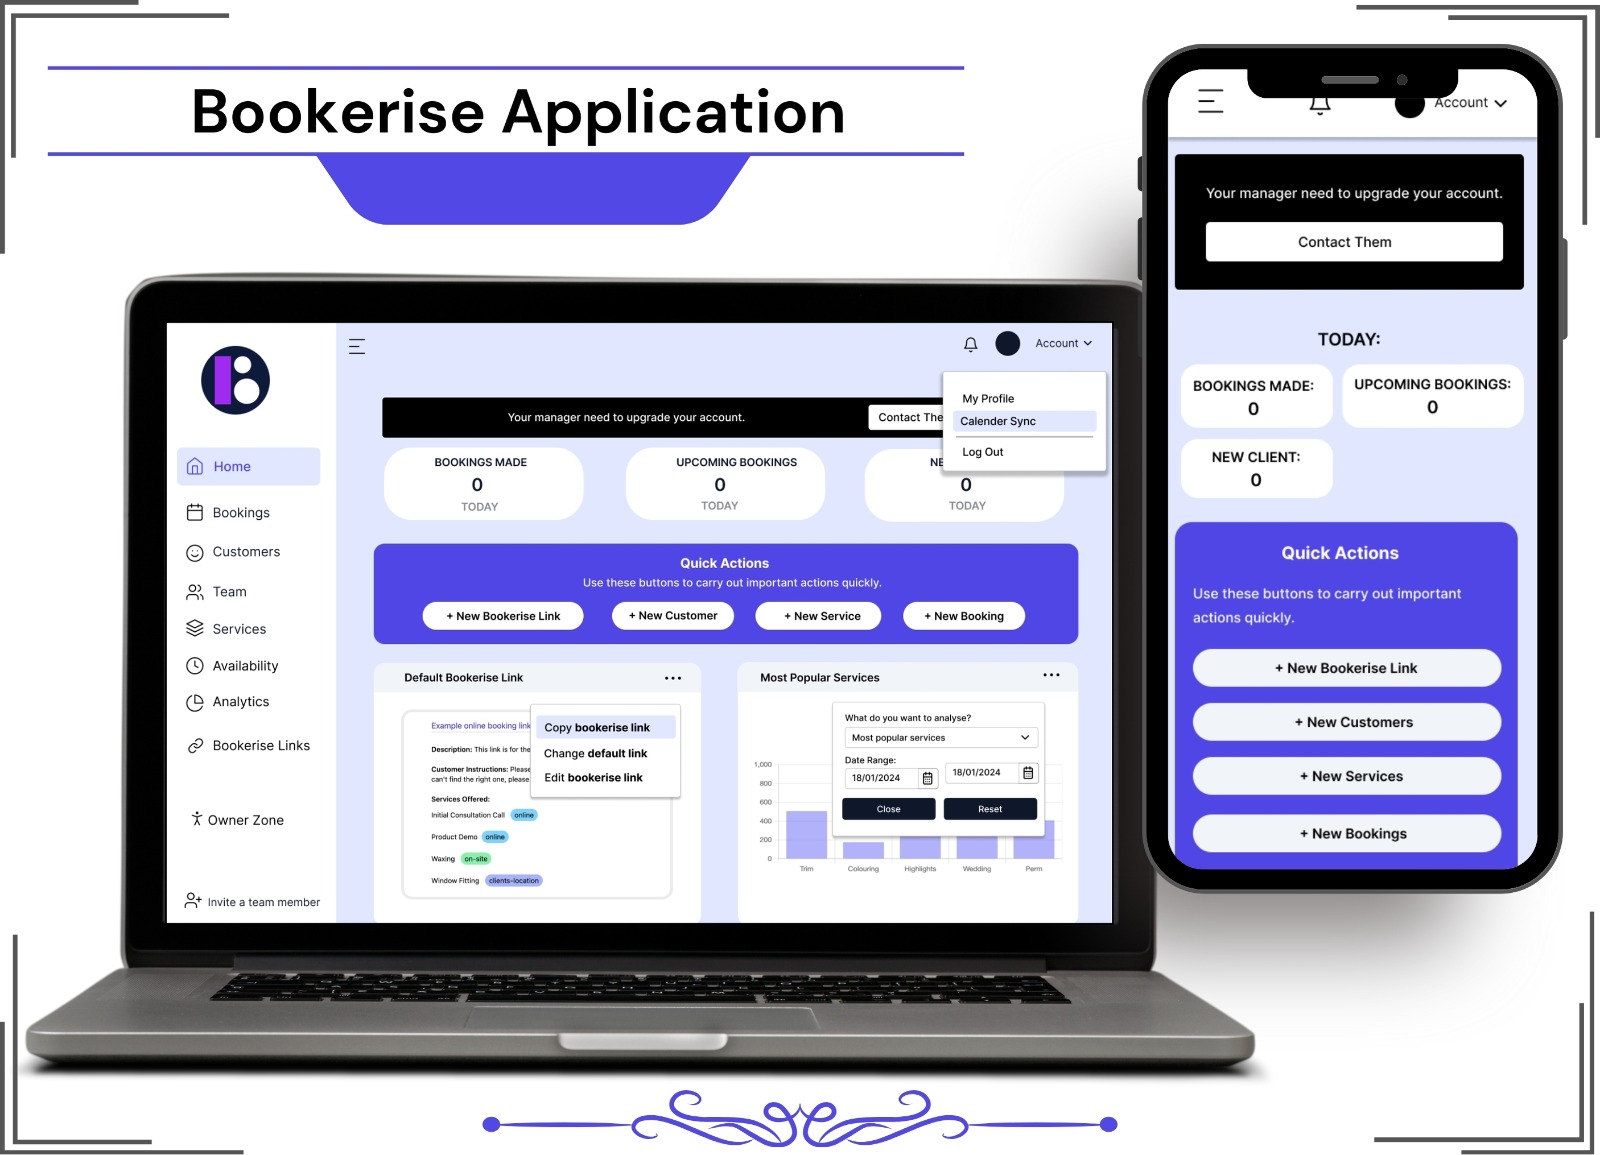 Bookerise Application
Account
My Profile
Calender Sync
Log Out
Home
Bookings
Customers
Team
Services
Availability
Analytics
Bookerise Links
Owner Zone
Invite a team member
Your manager need to upgrade your account.
Contact The
BOOKINGS MADE
0
TODAY
UPCOMING BOOKINGS
0
TODAY
NE
0
TODAY
Quick Actions
Use these buttons to carry out important actions quickly.
+ New Bookerise Link
+ New Customer
+ New Service
+ New Booking
Default Bookerise Link
Example online booking link
Description: This link is for the
Customer Instructions: Please
can't find the right one, please
Services Offered:
Initial Consultation Call online
Product Demo online
Waxing on-site
Window Fitting clients-location
Copy bookerise link
Change default link
Edit bookerise link
Most Popular Services
What do you want to analyse?
Most popular services
Date Range:
18/01/2024
18/01/2024
Close
Reset
1,000
800
600
400
200
0
Trim
Colouring
Highlights
Wedding
Perm
Account
Your manager need to upgrade your account.
Contact Them
TODAY:
BOOKINGS MADE:
0
UPCOMING BOOKINGS:
0
NEW CLIENT:
0
Quick Actions
Use these buttons to carry out important
actions quickly.
+ New Bookerise Link
+ New Customers
+ New Services
+ New Bookings